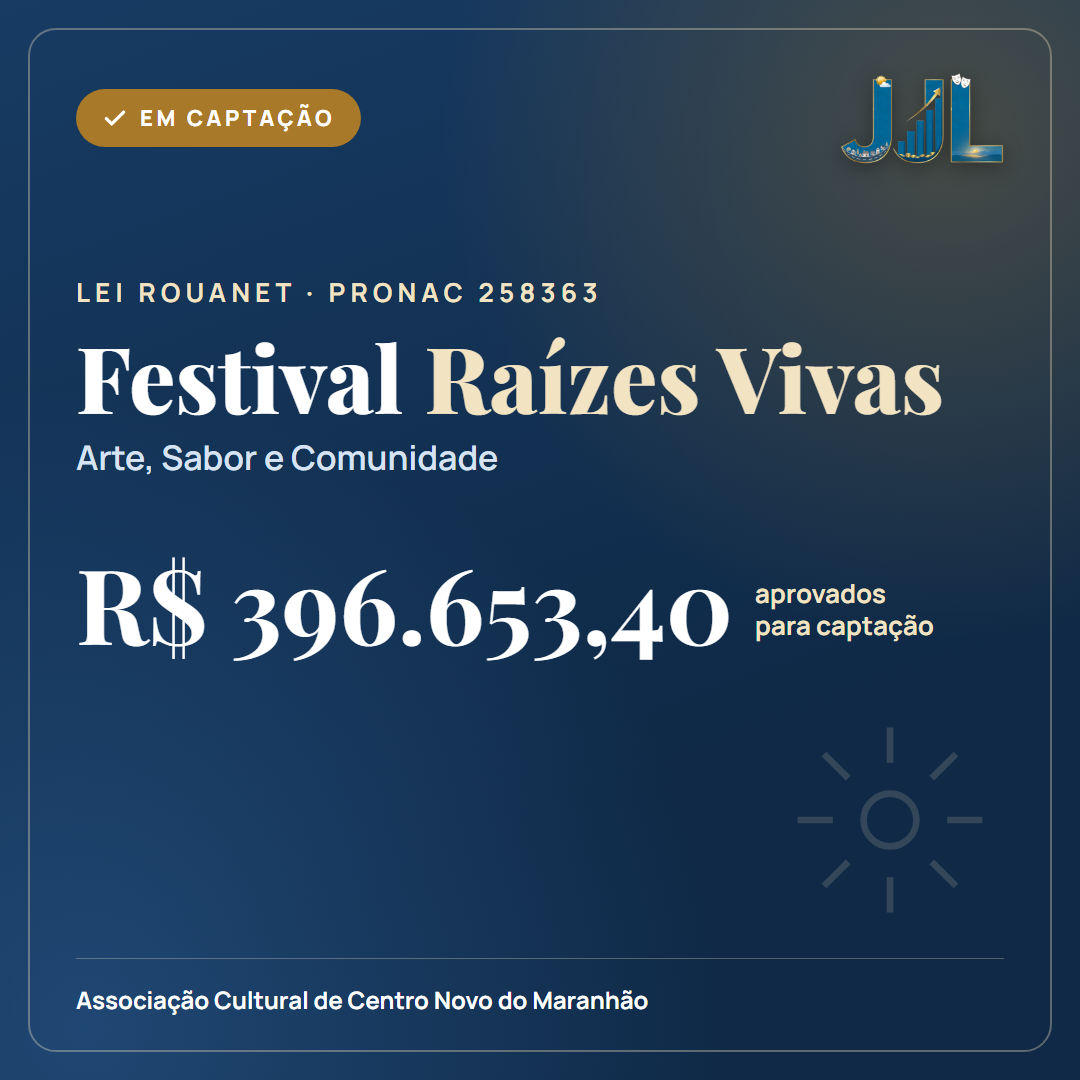 EM CAPTAÇÃO
JJL
LEI ROUANET · PRONAC 258363
Festival Raízes Vivas
Arte, Sabor e Comunidade
R$ 396.653,40
aprovados
para captação
Associação Cultural de Centro Novo do Maranhão